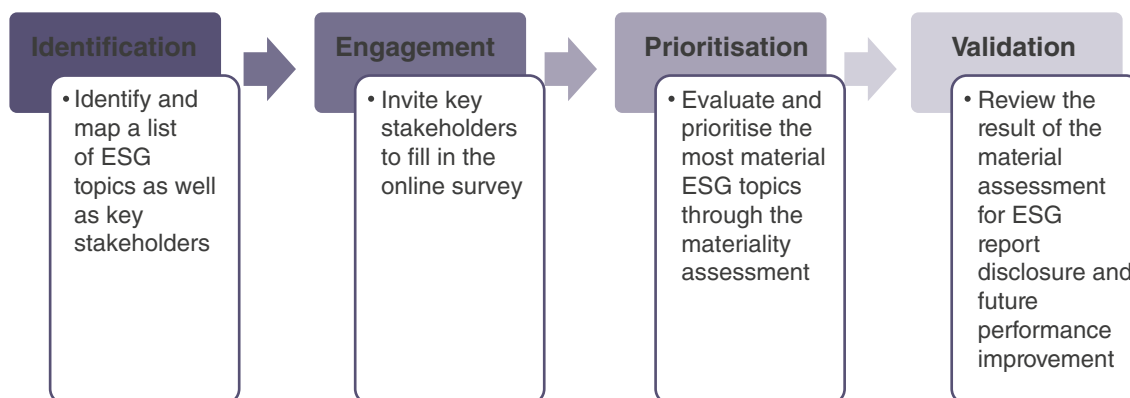 Identification
• Identify and
map a list
of ESG
topics as well
as key
stakeholders
Engagement
• Invite key
stakeholders
to fill in the
online survey
Prioritisation
• Evaluate and
prioritise the
most material
ESG topics
through the
materiality
assessment
Validation
• Review the
result of the
material
assessment
for ESG
report
disclosure and
future
performance
improvement